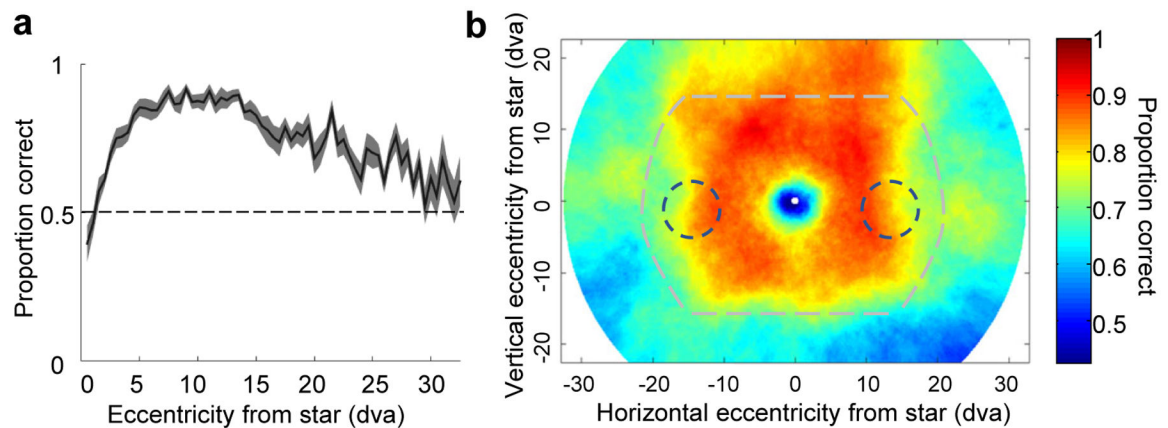 a
Proportion correct
1
0.5
0
0 5 10 15 20 25 30
Eccentricity from star (dva)
b
Vertical eccentricity from star (dva)
20
10
0
-10
-20
-30 -20 -10 0 10 20 30
Horizontal eccentricity from star (dva)
1
0.9
0.8
0.7
0.6
0.5
Proportion correct